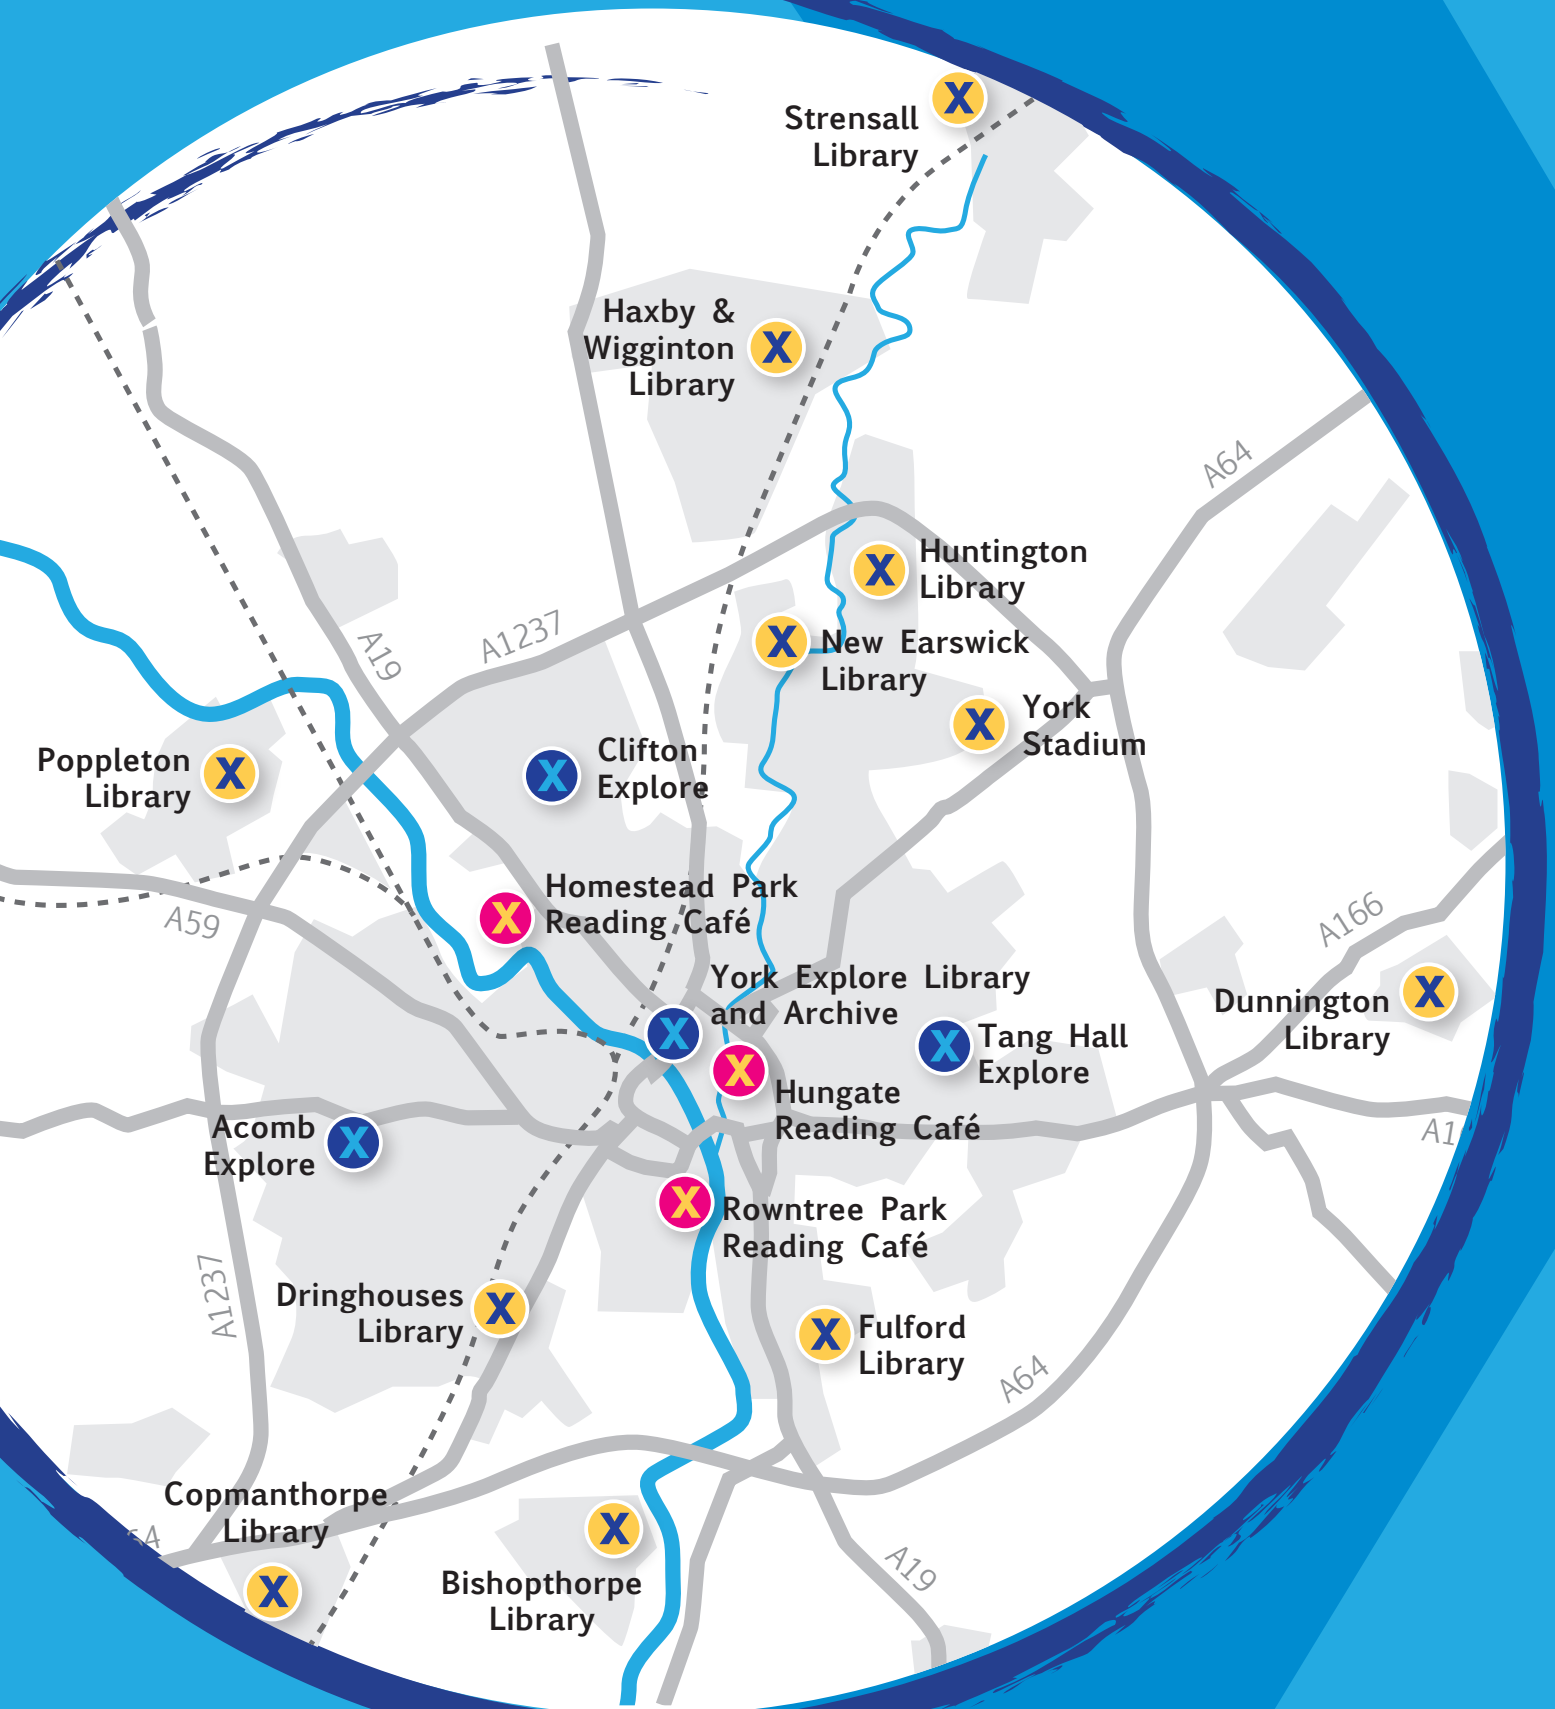 Strensall
Library
Haxby &
Wigginton
Library
A64
Huntington
Library
A19
A1237
New Earswick
Library
York
Stadium
Poppleton
Library
Clifton
Explore
Homestead Park
Reading Café
A59
A166
York Explore Library
and Archive
Dunnington
Library
Tang Hall
Explore
Hungate
Reading Café
Acomb
Explore
A1
Rowntree Park
Reading Café
A1237
Dringhouses
Library
Fulford
Library
A64
Copmanthorpe
Library
64
A19
Bishopthorpe
Library